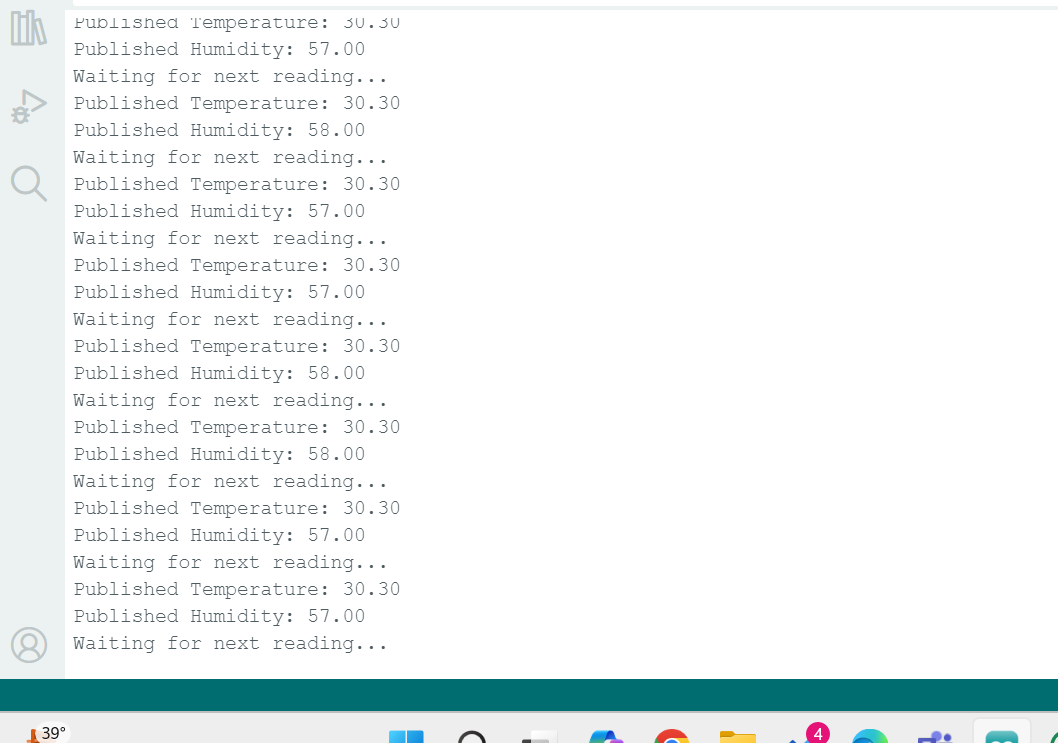 Published Temperature: 30.30
Published Humidity: 57.00
Waiting for next reading...
Published Temperature: 30.30
Published Humidity: 58.00
Waiting for next reading...
Published Temperature: 30.30
Published Humidity: 57.00
Waiting for next reading...
Published Temperature: 30.30
Published Humidity: 57.00
Waiting for next reading...
Published Temperature: 30.30
Published Humidity: 58.00
Waiting for next reading...
Published Temperature: 30.30
Published Humidity: 58.00
Waiting for next reading...
Published Temperature: 30.30
Published Humidity: 57.00
Waiting for next reading...
Published Temperature: 30.30
Published Humidity: 57.00
Waiting for next reading...
39°
4